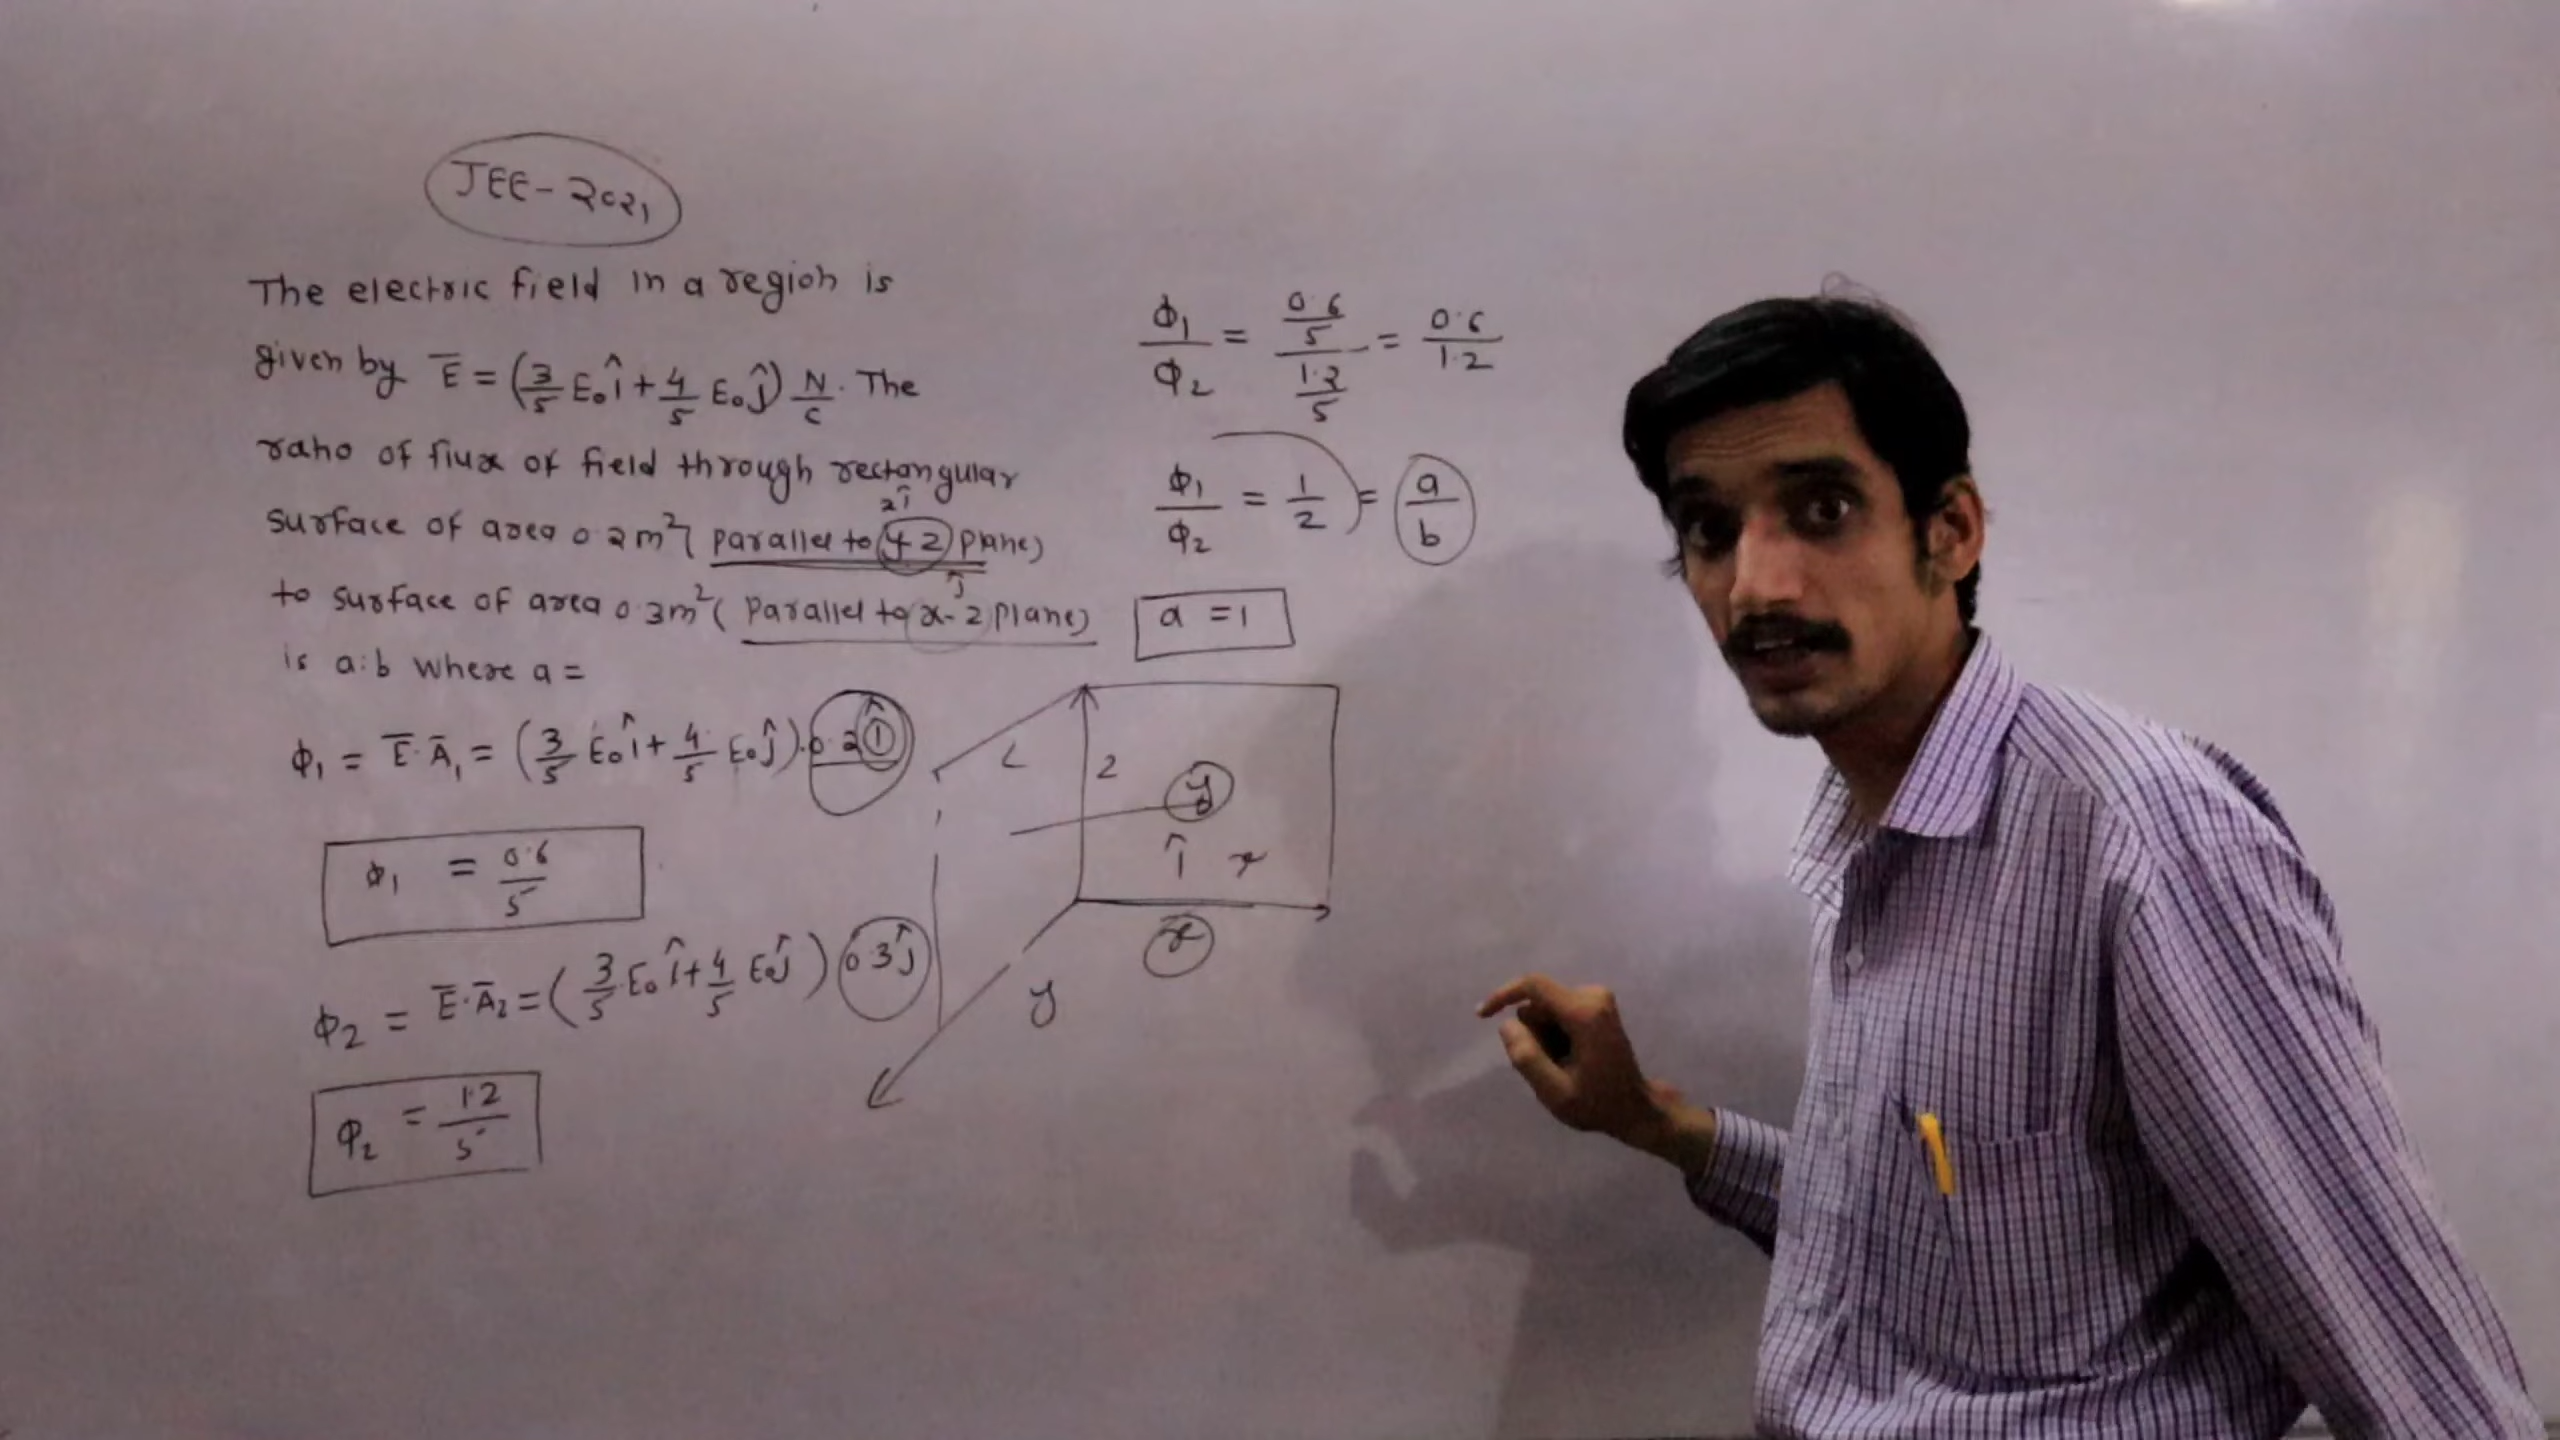 JEE-2021
The electric field in a region is
given by E̅ = (3/5 E₀î + 4/5 E₀ĵ) N/C. The
ratio of flux of field through rectangular
surface of area 0.2m² ( parallel to y-z plane)
to surface of area 0.3m² ( parallel to x-z plane)
is a:b where a =
ϕ₁ = E̅·A̅₁ = (3/5 E₀î + 4/5 E₀ĵ)·0.2 î
ϕ₁ = 0.6/5
ϕ₂ = E̅·A̅₂ = (3/5 E₀î + 4/5 E₀ĵ) 0.3ĵ
ϕ₂ = 1.2/5
ϕ₁/ϕ₂ = (0.6/5)/(1.2/5) = 0.6/1.2
ϕ₁/ϕ₂ = 1/2 = a/b
a = 1
z
y
x
x
y